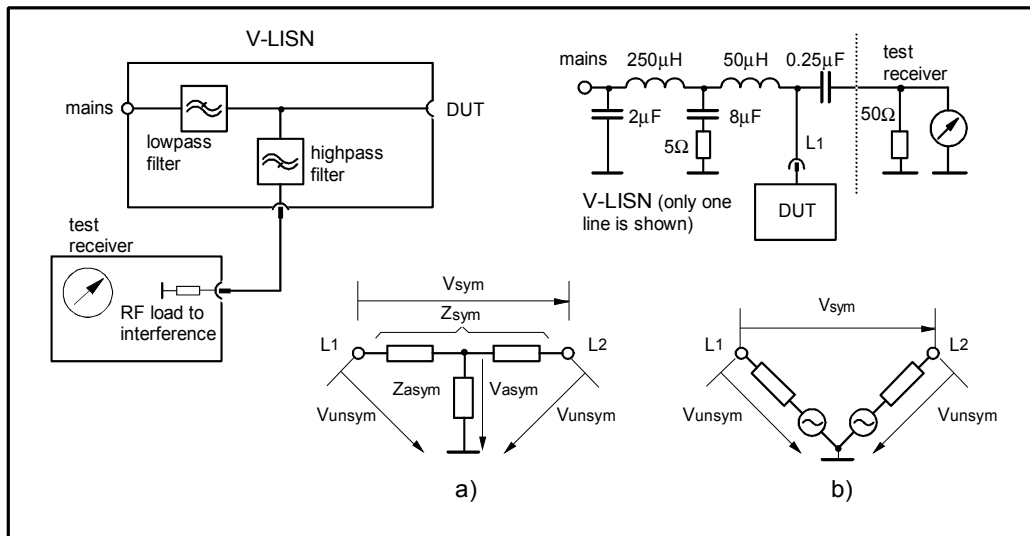 V-LISN
mains
DUT
lowpass
filter
highpass
filter
test
receiver
RF load to
interference
mains
250µH
50µH
0.25µF
test
receiver
2µF
8µF
5Ω
50Ω
L1
DUT
V-LISN (only one
line is shown)
Vsym
Zsym
L1
L2
Zasym
Vasym
Vunsym
Vunsym
a)
Vsym
L1
L2
Vunsym
Vunsym
b)